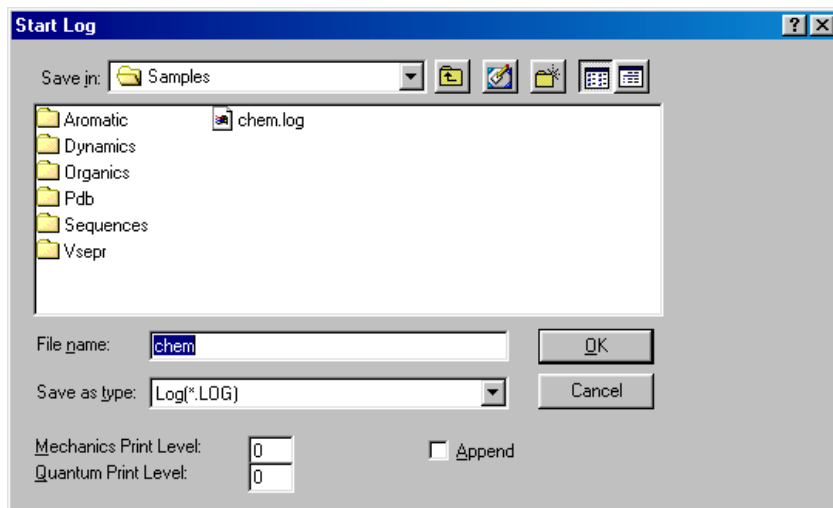 Start Log
Save in: Samples
Aromatic chem.log
Dynamics
Organics
Pdb
Sequences
Vsepr
File name: chem OK
Save as type: Log(*.LOG) Cancel
Mechanics Print Level: 0 Append
Quantum Print Level: 0